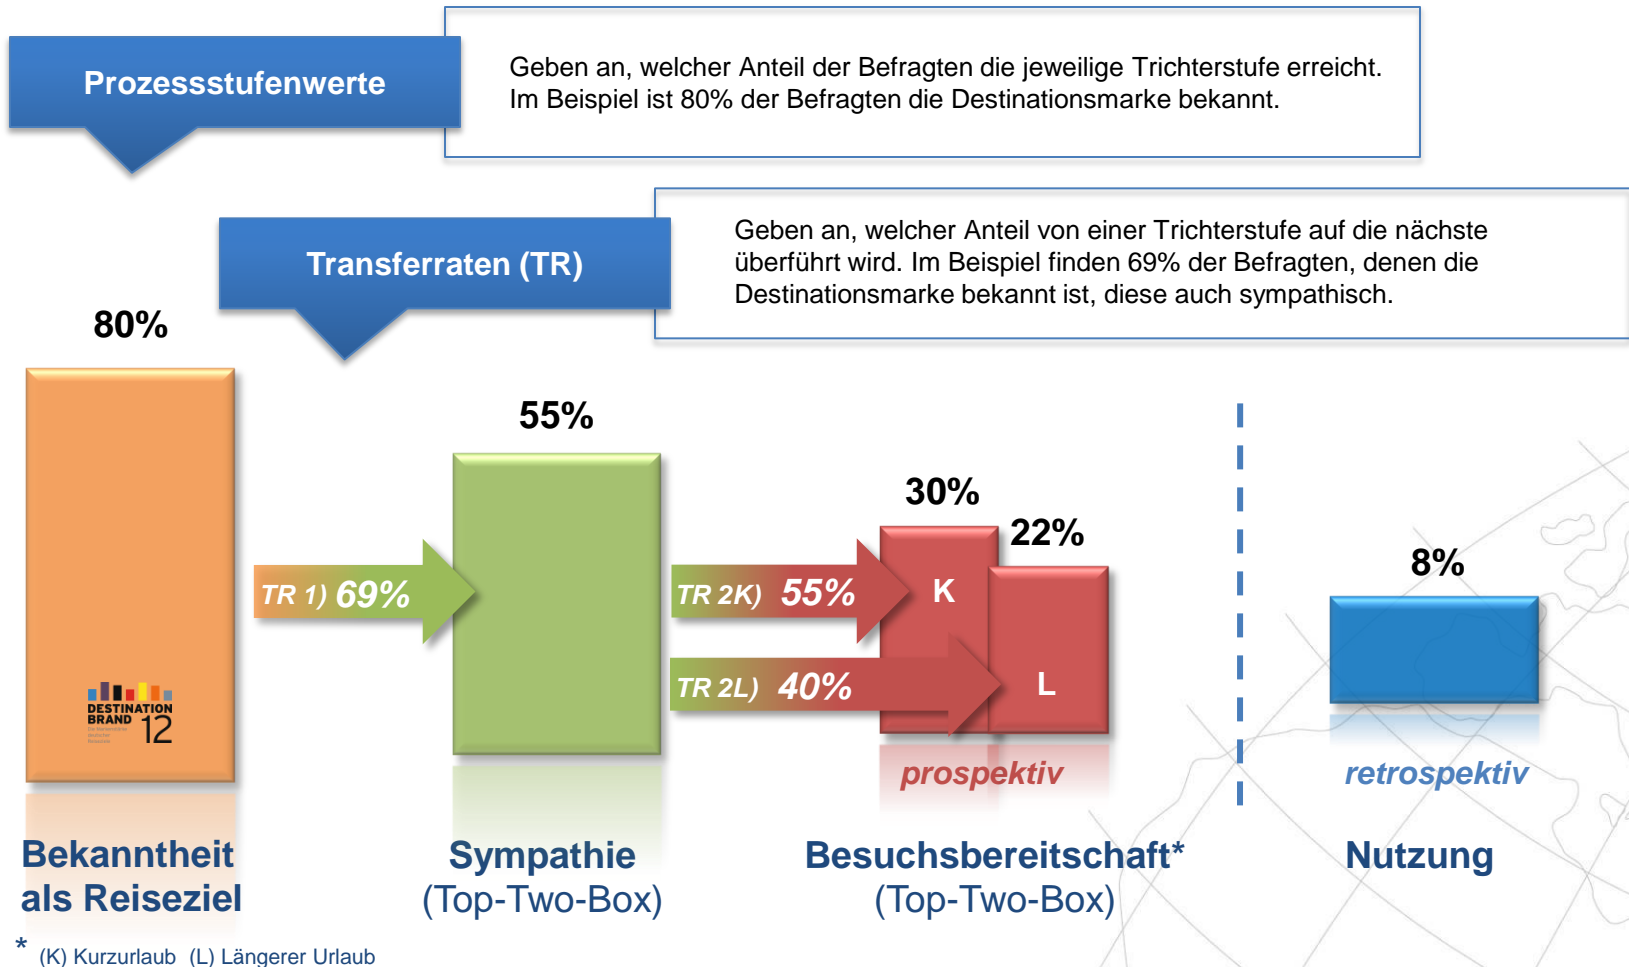 Prozessstufenwerte
Geben an, welcher Anteil der Befragten die jeweilige Trichterstufe erreicht.
Im Beispiel ist 80% der Befragten die Destinationsmarke bekannt.
Transferraten (TR)
Geben an, welcher Anteil von einer Trichterstufe auf die nächste
überführt wird. Im Beispiel finden 69% der Befragten, denen die
Destinationsmarke bekannt ist, diese auch sympathisch.
80%
55%
30%
22%
8%
TR 1) 69%
TR 2K) 55%
K
TR 2L) 40%
L
DESTINATION
BRAND 12
prospektiv
retrospektiv
Bekanntheit
als Reiseziel
Sympathie
(Top-Two-Box)
Besuchsbereitschaft*
(Top-Two-Box)
Nutzung
* (K) Kurzurlaub (L) Längerer Urlaub